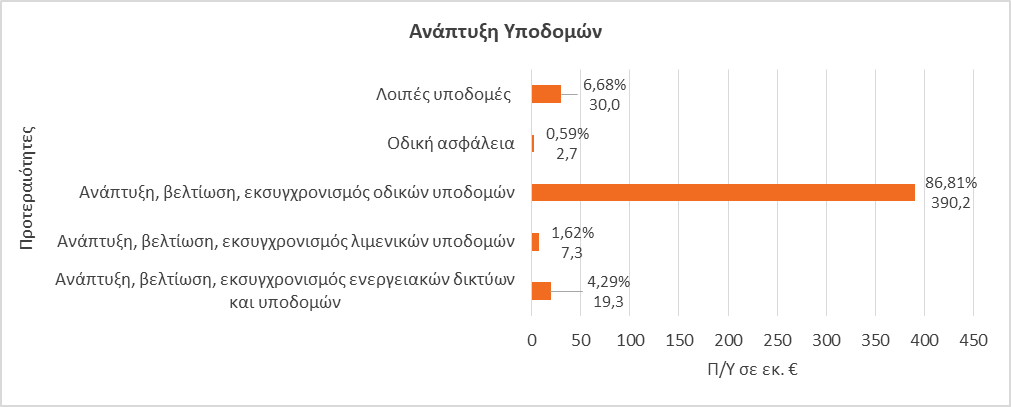 Ανάπτυξη Υποδομών
Προτεραιότητες
Λοιπές υποδομές
6,68%
30,0
Οδική ασφάλεια
0,59%
2,7
Ανάπτυξη, βελτίωση, εκσυγχρονισμός οδικών υποδομών
86,81%
390,2
Ανάπτυξη, βελτίωση, εκσυγχρονισμός λιμενικών υποδομών
1,62%
7,3
Ανάπτυξη, βελτίωση, εκσυγχρονισμός ενεργειακών δικτύων
και υποδομών
4,29%
19,3
0 50 100 150 200 250 300 350 400 450
Π/Υ σε εκ. €